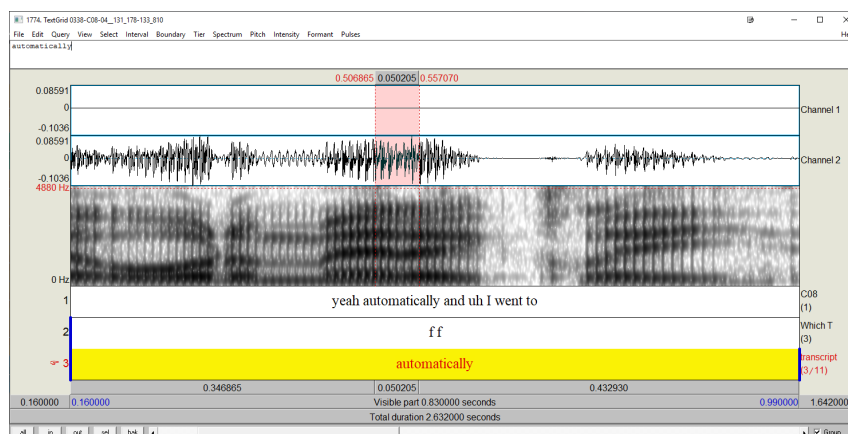 1774. TextGrid 0338-C08-04__131_178-133_810
File Edit Query View Select Interval Boundary Tier Spectrum Pitch Intensity Formant Pulses He
automatically
0.506865 0.050205 0.557070
0.08591
0
-0.1036
Channel 1
0.08591
0
-0.1036
Channel 2
4880 Hz
0 Hz
1 yeah automatically and uh I went to C08 (1)
2 f f Which T (3)
3 automatically transcript (3/11)
0.346865 0.050205 0.432930
0.160000 0.160000 Visible part 0.830000 seconds 0.990000 1.642000
Total duration 2.632000 seconds
all in out sel bak Group